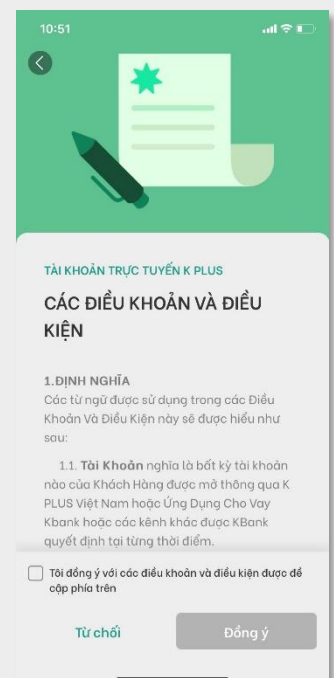 10:51
TÀI KHOẢN TRỰC TUYẾN K PLUS
CÁC ĐIỀU KHOẢN VÀ ĐIỀU
KIỆN
1.ĐỊNH NGHĨA
Các từ ngữ được sử dụng trong các Điều
Khoản Và Điều Kiện này sẽ được hiểu như
sau:
1.1. Tài Khoản nghĩa là bất kỳ tài khoản
nào của Khách Hàng được mở thông qua K
PLUS Việt Nam hoặc Ứng Dụng Cho Vay
Kbank hoặc các kênh khác được KBank
quyết định tại từng thời điểm.
Tôi đồng ý với các điều khoản và điều kiện được đề
cập phía trên
Từ chối
Đồng ý